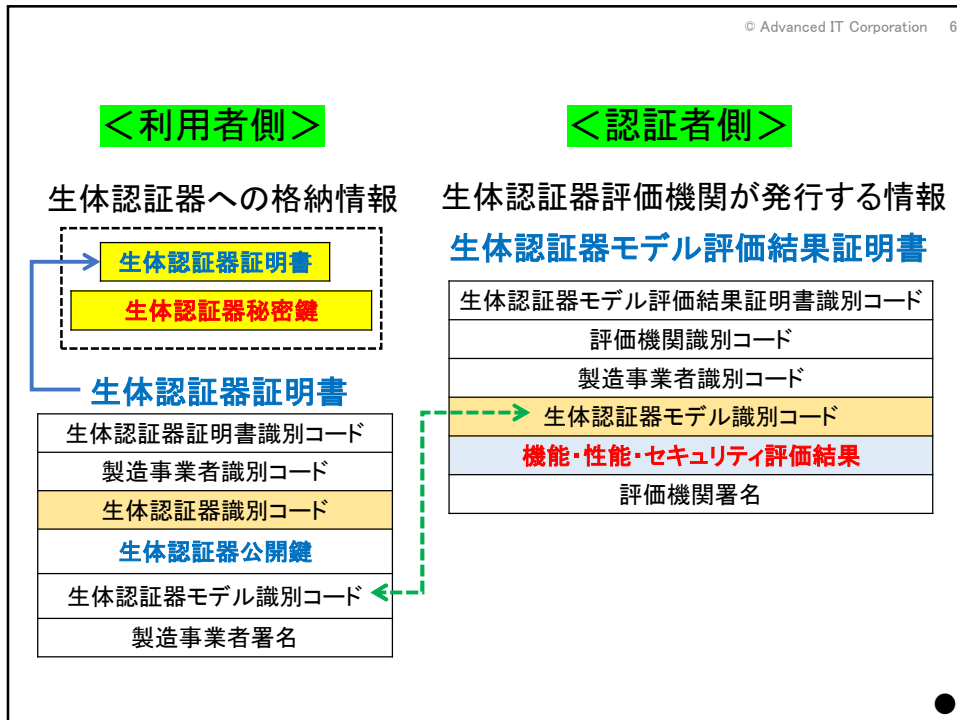 © Advanced IT Corporation 6
<利用者側>
生体認証器への格納情報
生体認証器証明書
生体認証器秘密鍵
生体認証器証明書
生体認証器証明書識別コード
製造事業者識別コード
生体認証器識別コード
生体認証器公開鍵
生体認証器モデル識別コード
製造事業者署名
<認証者側>
生体認証器評価機関が発行する情報
生体認証器モデル評価結果証明書
生体認証器モデル評価結果証明書識別コード
評価機関識別コード
製造事業者識別コード
生体認証器モデル識別コード
機能・性能・セキュリティ評価結果
評価機関署名